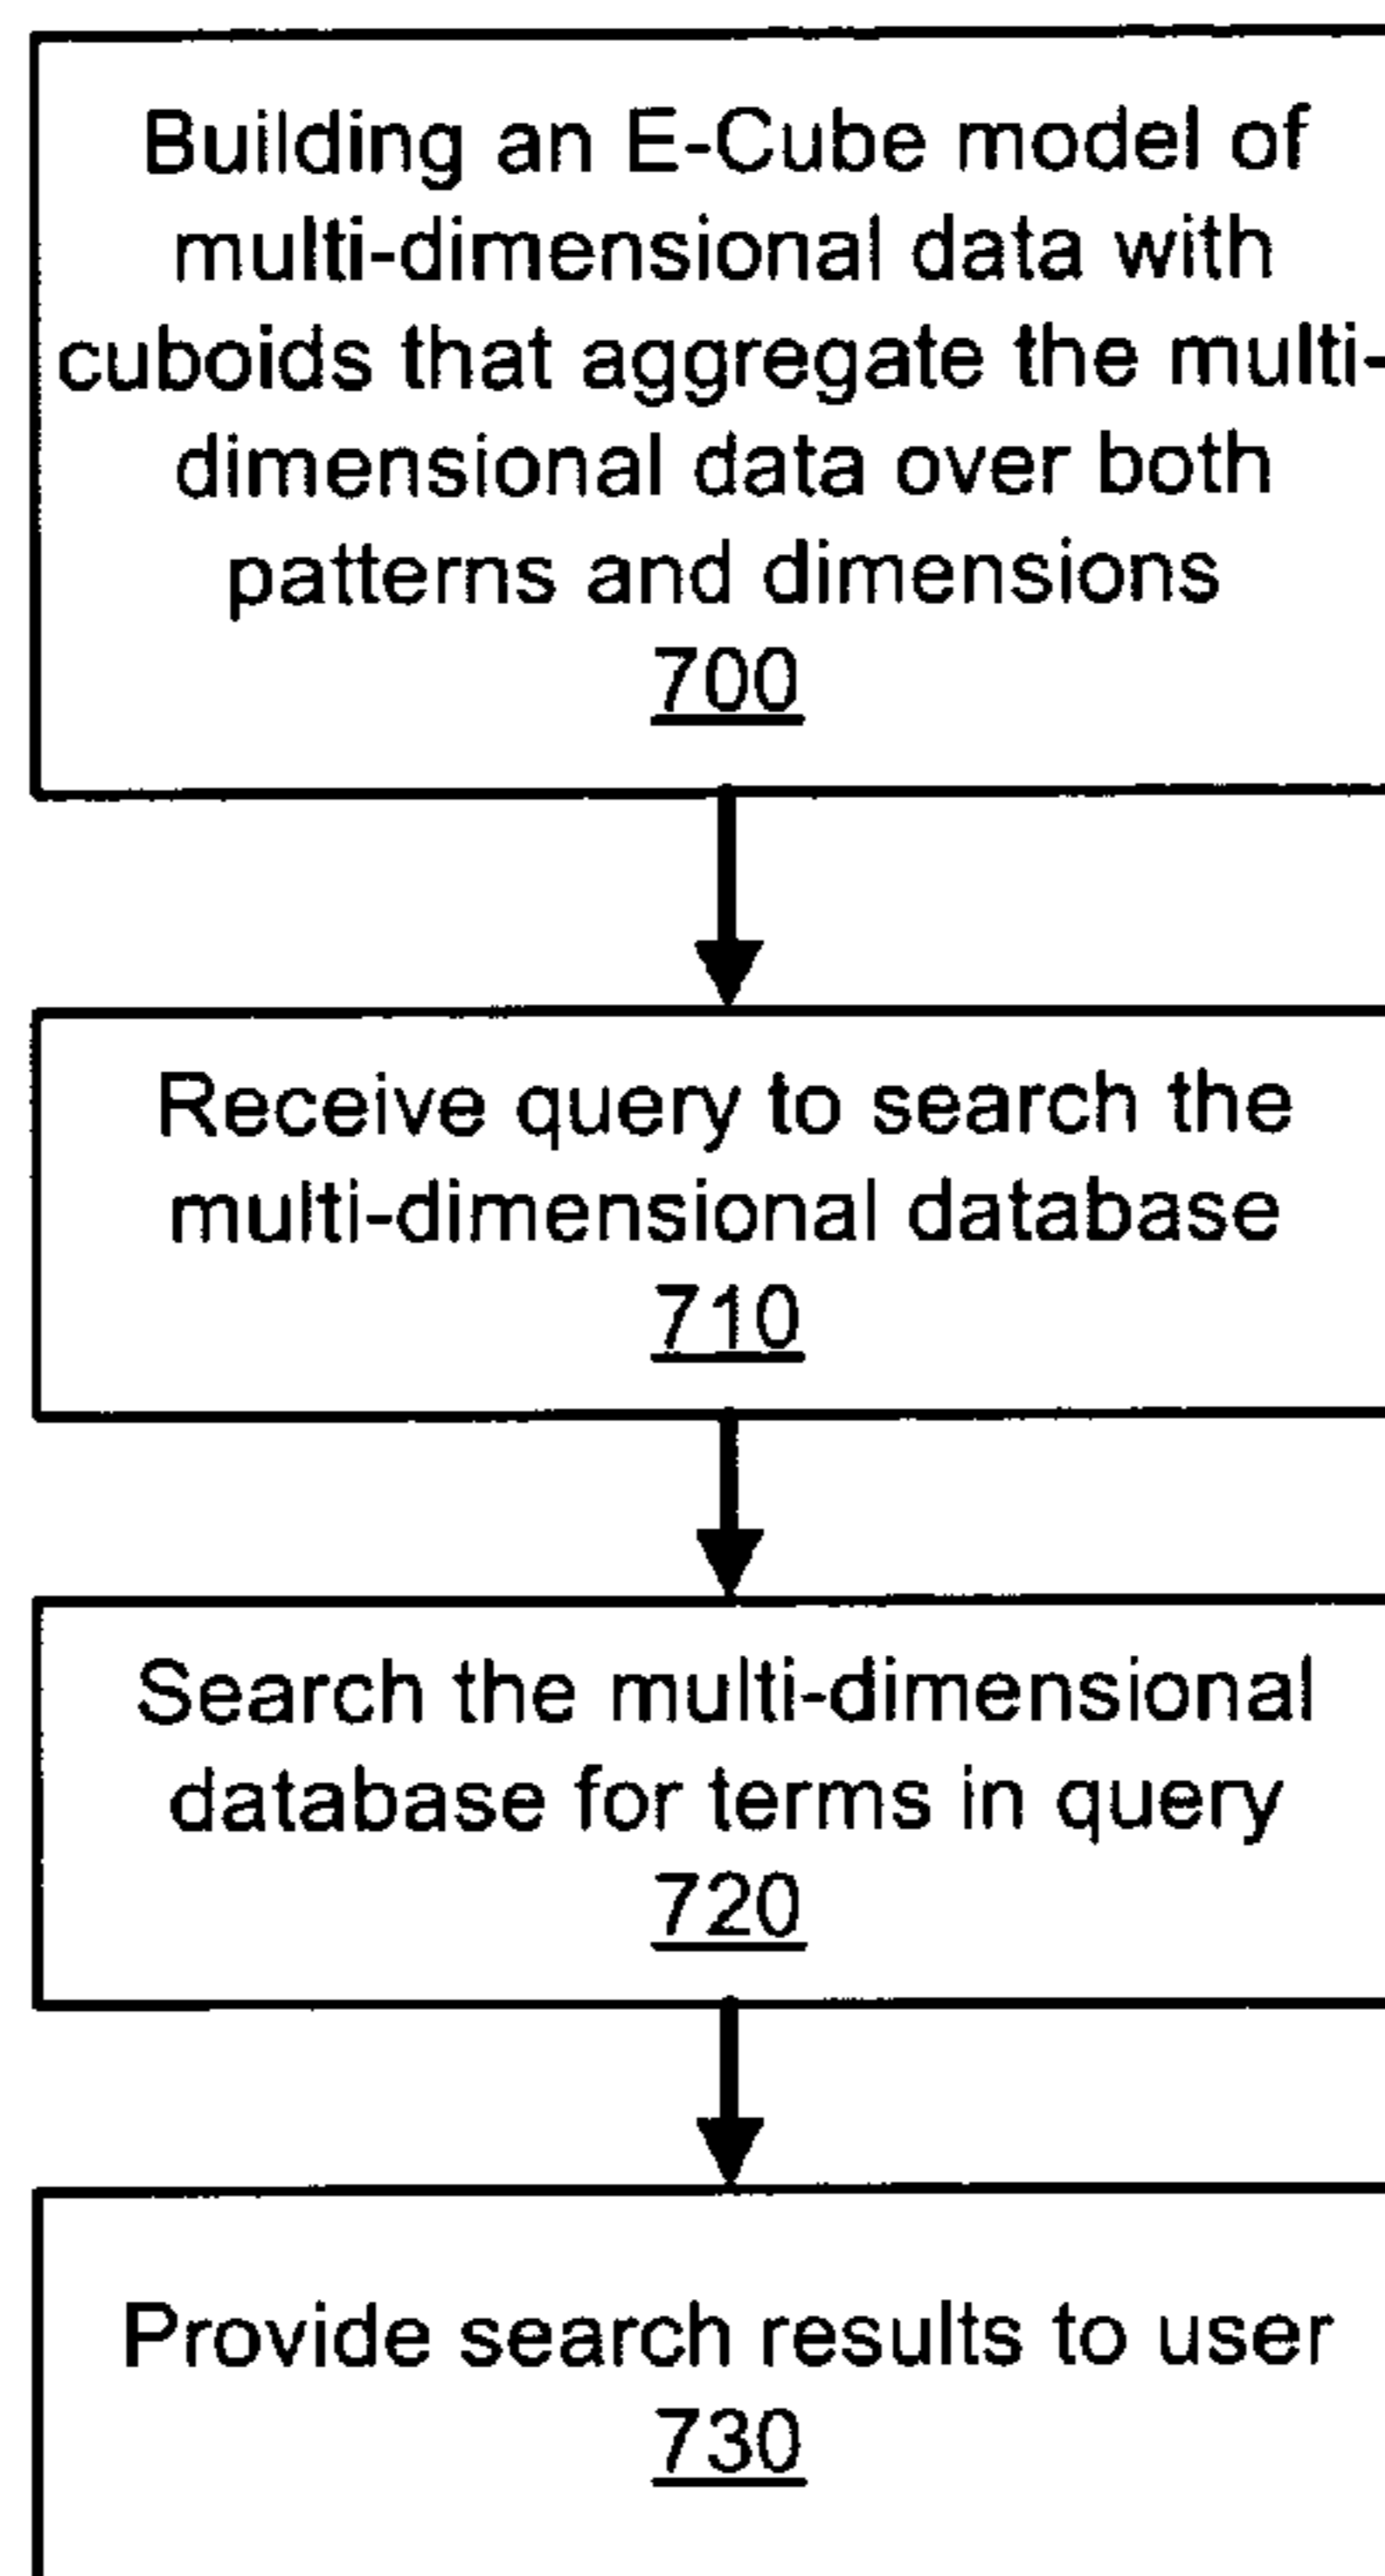 Building an E-Cube model of
multi-dimensional data with
cuboids that aggregate the multi-
dimensional data over both
patterns and dimensions
700
Receive query to search the
multi-dimensional database
710
Search the multi-dimensional
database for terms in query
720
Provide search results to user
730